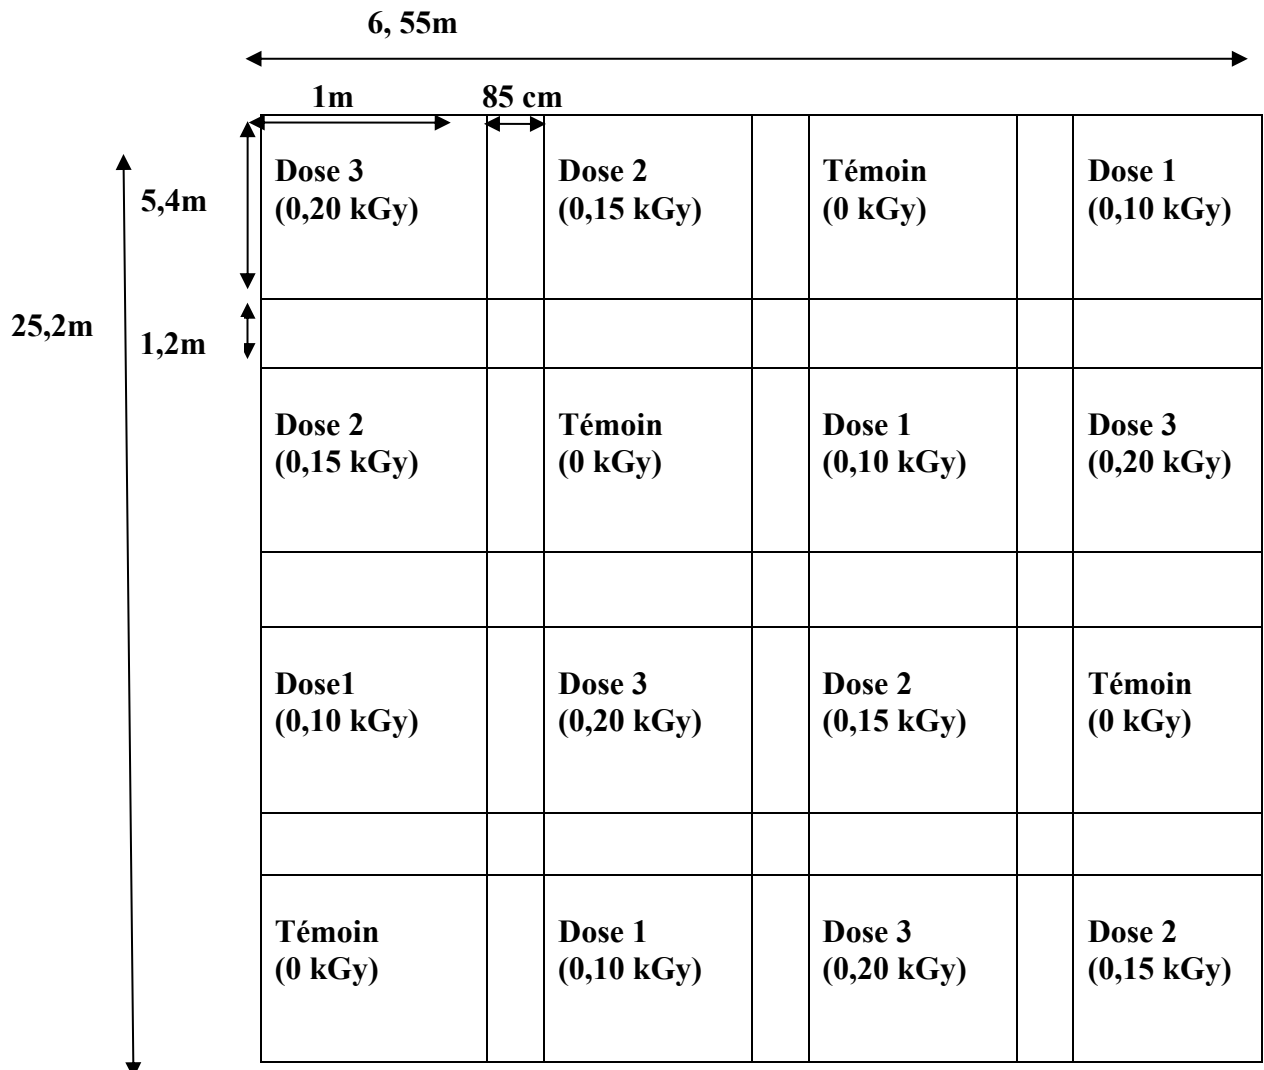 6, 55m
1m
85 cm
5,4m
25,2m
1,2m
Dose 3
(0,20 kGy)
Dose 2
(0,15 kGy)
Témoin
(0 kGy)
Dose 1
(0,10 kGy)
Dose 2
(0,15 kGy)
Témoin
(0 kGy)
Dose 1
(0,10 kGy)
Dose 3
(0,20 kGy)
Dose1
(0,10 kGy)
Dose 3
(0,20 kGy)
Dose 2
(0,15 kGy)
Témoin
(0 kGy)
Témoin
(0 kGy)
Dose 1
(0,10 kGy)
Dose 3
(0,20 kGy)
Dose 2
(0,15 kGy)